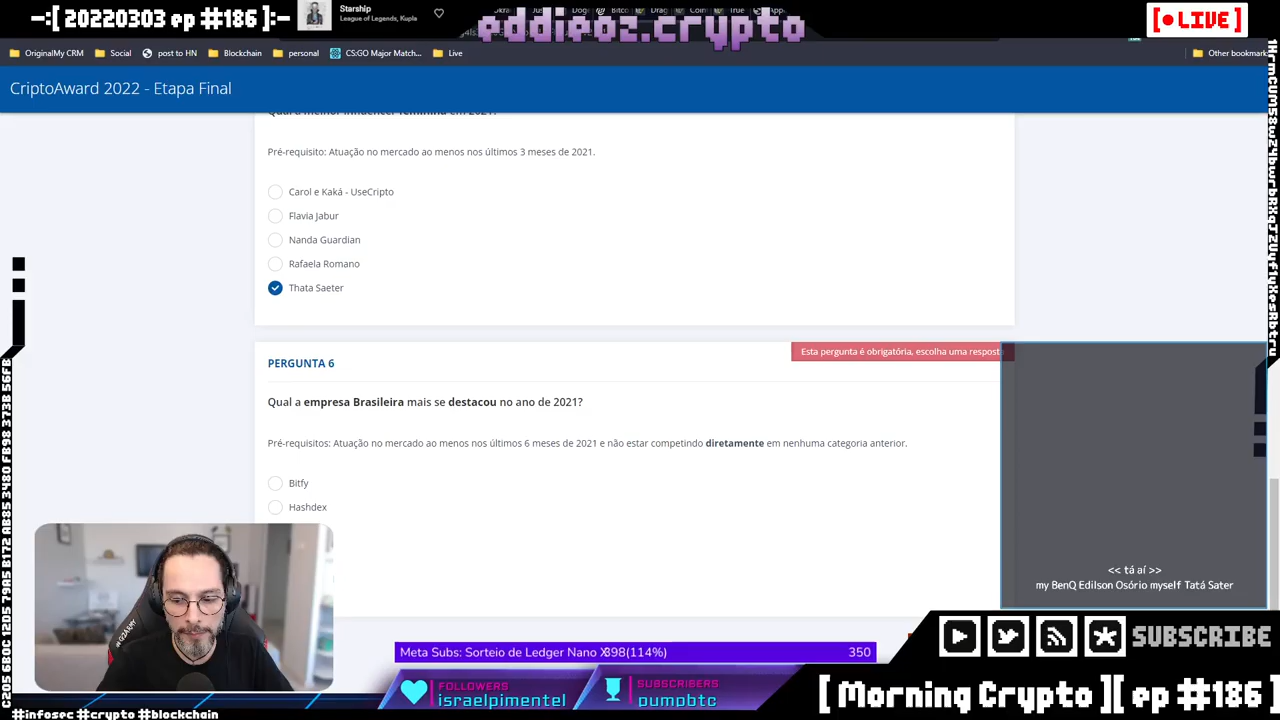 -:[ 20220303 ep #186 ]:-
Starship
League of Legends, Kupla
eddieoz.crypto
[● LIVE]
OriginalMy CRM
Social
post to HN
Blockchain
personal
CS:GO Major Match...
Live
Other bookmark
CriptoAward 2022 - Etapa Final
Pré-requisito: Atuação no mercado ao menos nos últimos 3 meses de 2021.
Carol e Kaká - UseCripto
Flavia Jabur
Nanda Guardian
Rafaela Romano
Thata Saeter
PERGUNTA 6
Esta pergunta é obrigatória, escolha uma respost
Qual a empresa Brasileira mais se destacou no ano de 2021?
Pré-requisitos: Atuação no mercado ao menos nos últimos 6 meses de 2021 e não estar competindo diretamente em nenhuma categoria anterior.
Bitfy
Hashdex
<< tá aí >>
my BenQ Edilson Osório myself Tatá Sater
SUBSCRIBE
Meta Subs: Sorteio de Ledger Nano X
398(114%)
350
FOLLOWERS
israelpimentel
SUBSCRIBERS
pumpbtc
[ Morning Crypto ][ ep #186 ]
#infosec #crypto #blockchain